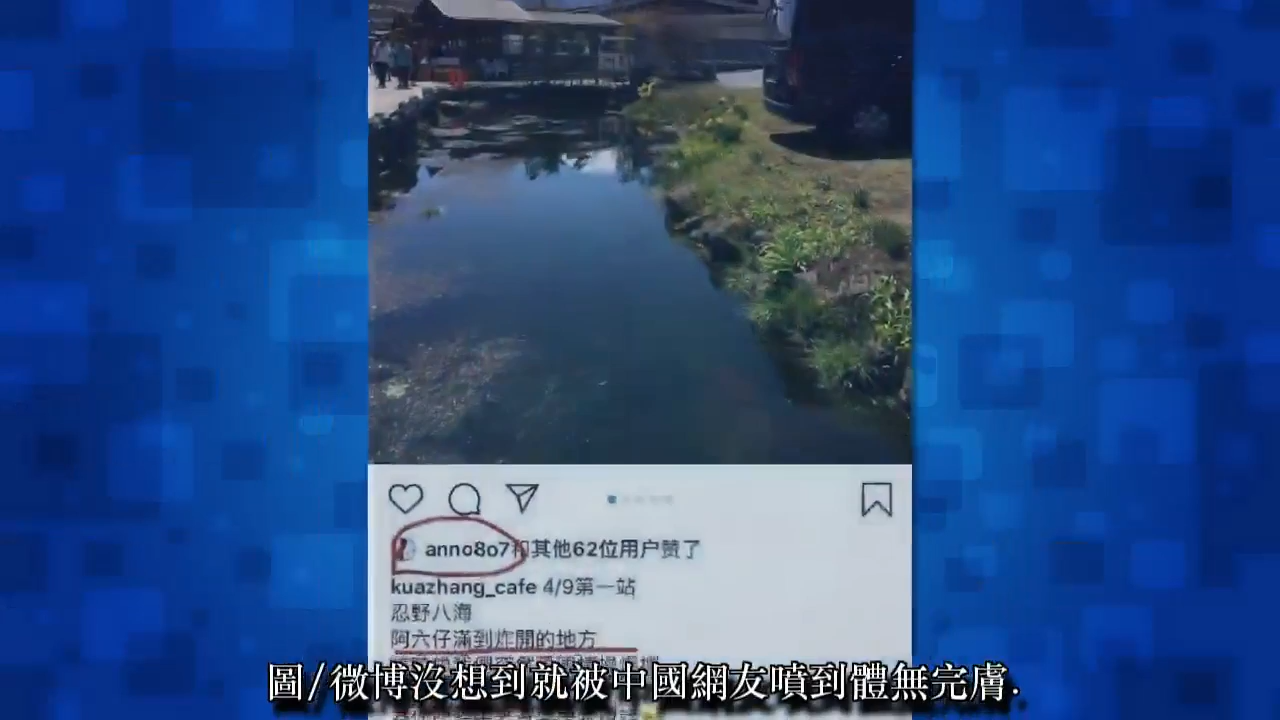 anno8o7和其他62位用户赞了
kuazhang_cafe 4/9第一站
忍野八海
阿六仔滿到炸開的地方
圖/微博沒想到就被中國網友噴到體無完膚.